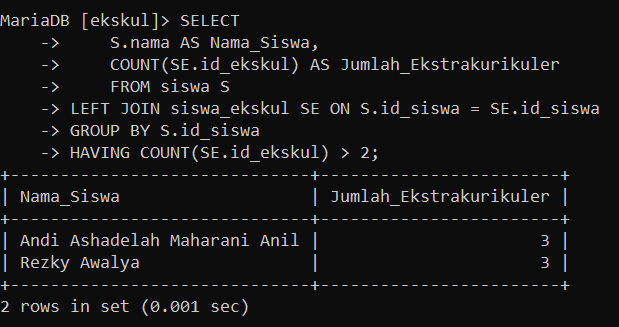 MariaDB [ekskul]> SELECT
    ->     S.nama AS Nama_Siswa,
    ->     COUNT(SE.id_ekskul) AS Jumlah_Ekstrakurikuler
    ->     FROM siswa S
    -> LEFT JOIN siswa_ekskul SE ON S.id_siswa = SE.id_siswa
    -> GROUP BY S.id_siswa
    -> HAVING COUNT(SE.id_ekskul) > 2;
+------------------------------+------------------------+
| Nama_Siswa                   | Jumlah_Ekstrakurikuler |
+------------------------------+------------------------+
| Andi Ashadelah Maharani Anil |                      3 |
| Rezky Awalya                 |                      3 |
+------------------------------+------------------------+
2 rows in set (0.001 sec)